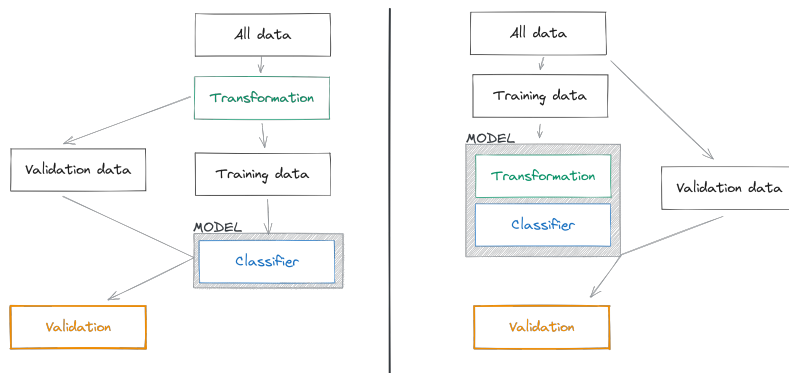 All data
Transformation
Validation data
Training data
MODEL
Classifier
Validation
All data
Training data
MODEL
Transformation
Classifier
Validation data
Validation